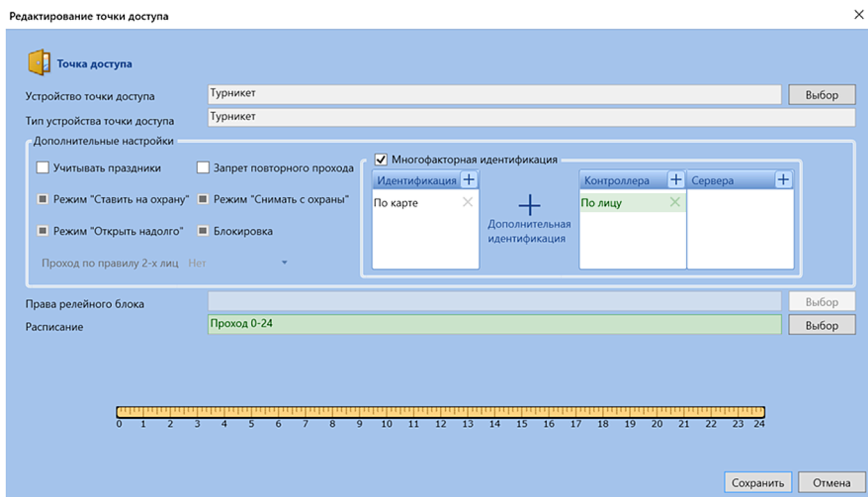 Редактирование точки доступа
Точка доступа
Устройство точки доступа Турникет Выбор
Тип устройства точки доступа Турникет
Дополнительные настройки
Учитывать праздники Запрет повторного прохода Многофакторная идентификация
Идентификация Контроллера Сервера
Режим "Ставить на охрану" Режим "Снимать с охраны" По карте По лицу
Дополнительная
идентификация
Режим "Открыть надолго" Блокировка
Проход по правилу 2-х лиц Нет
Права релейного блока Выбор
Расписание Проход 0-24 Выбор
0 1 2 3 4 5 6 7 8 9 10 11 12 13 14 15 16 17 18 19 20 21 22 23 24
Сохранить Отмена